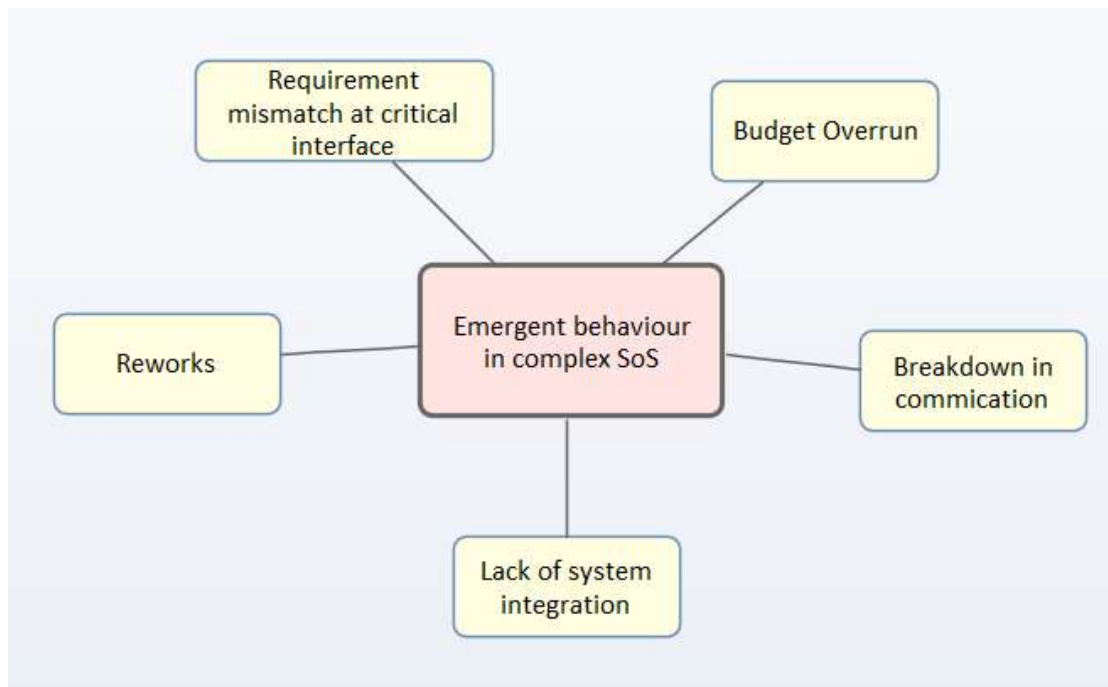 Requirement
mismatch at critical
interface
Budget Overrun
Emergent behaviour
in complex SoS
Reworks
Breakdown in
commication
Lack of system
integration